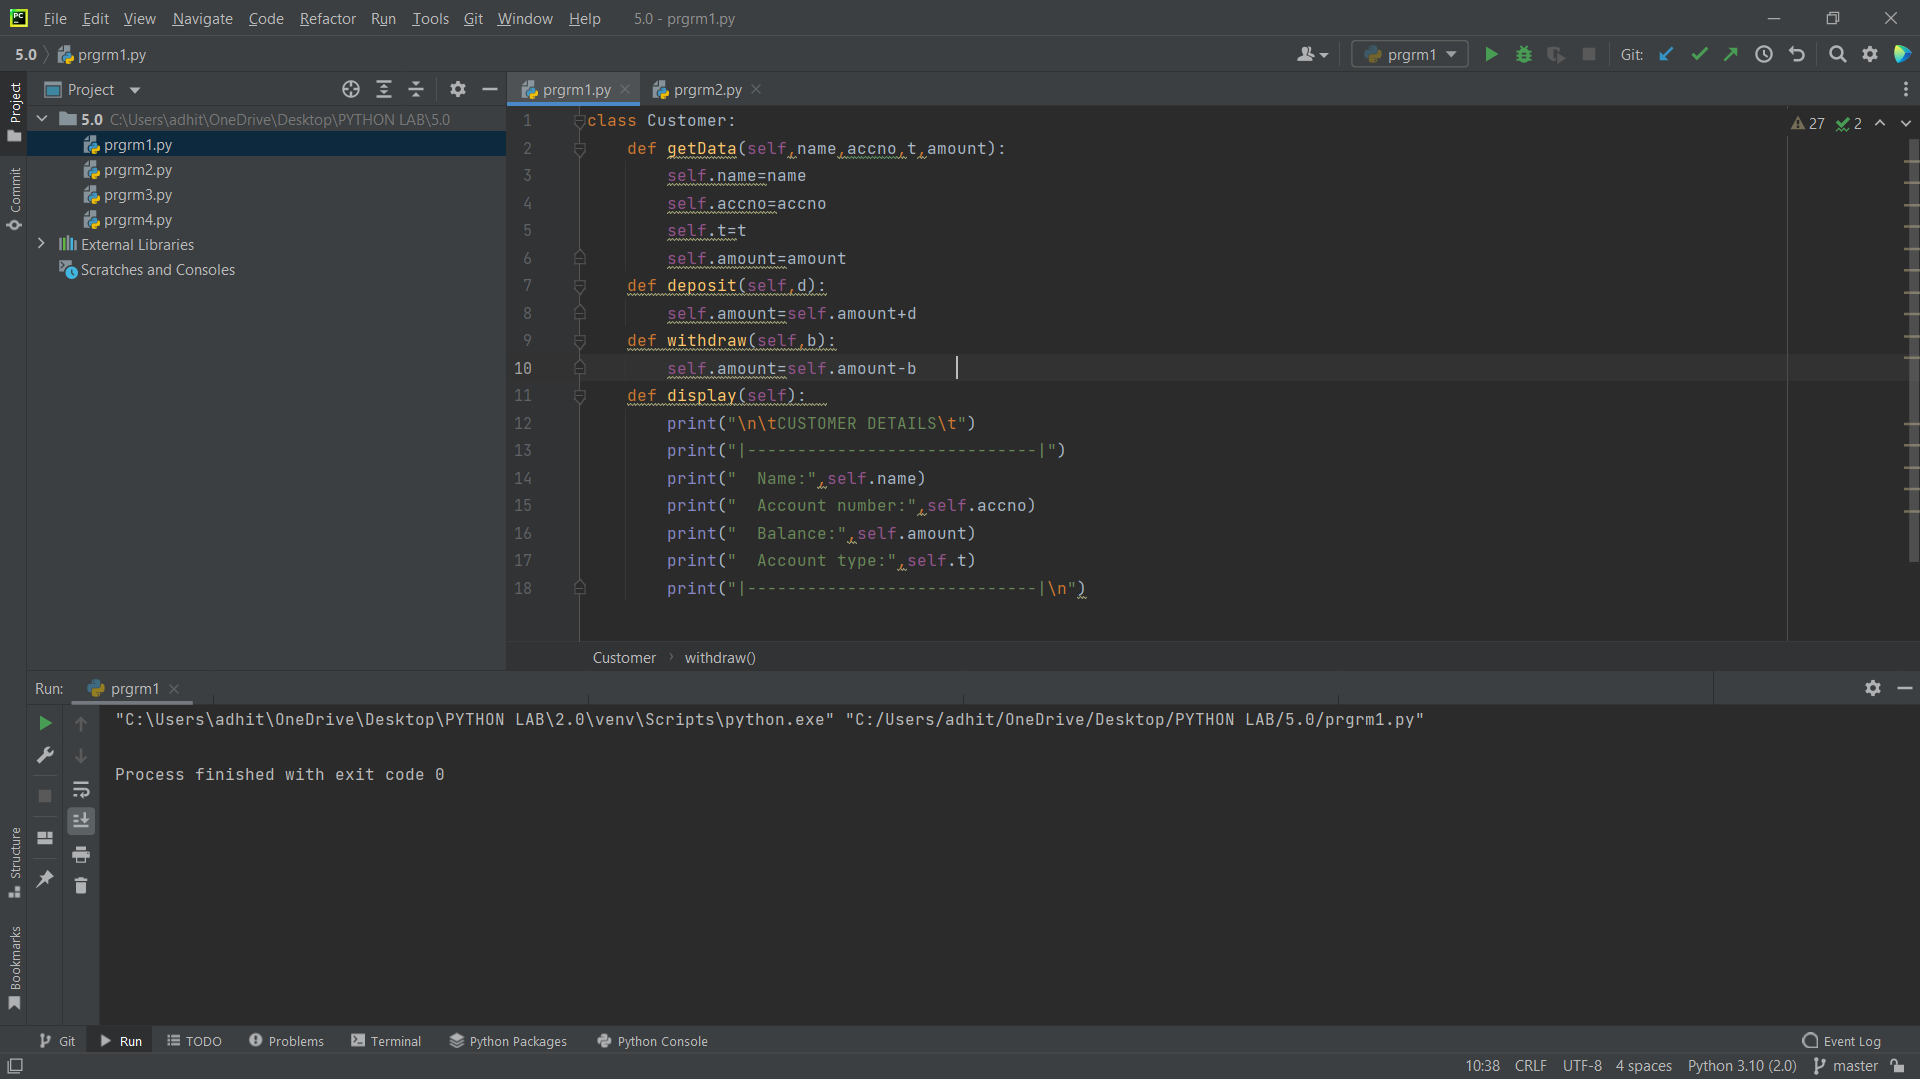 PC File Edit View Navigate Code Refactor Run Tools Git Window Help 5.0 - prgrm1.py
5.0 prgrm1.py prgrm1 Git:
Project prgrm1.py prgrm2.py
Project
Commit
Structure
Bookmarks
5.0 C:\Users\adhit\OneDrive\Desktop\PYTHON LAB\5.0
prgrm1.py
prgrm2.py
prgrm3.py
prgrm4.py
External Libraries
Scratches and Consoles
27 2
1 class Customer:
2     def getData(self,name,accno,t,amount):
3         self.name=name
4         self.accno=accno
5         self.t=t
6         self.amount=amount
7     def deposit(self,d):
8         self.amount=self.amount+d
9     def withdraw(self,b):
10         self.amount=self.amount-b
11     def display(self):
12         print("\n\tCUSTOMER DETAILS\t")
13         print("|-----------------------------|")
14         print("  Name:",self.name)
15         print("  Account number:",self.accno)
16         print("  Balance:",self.amount)
17         print("  Account type:",self.t)
18         print("|-----------------------------|\n")
Customer withdraw()
Run: prgrm1
"C:\Users\adhit\OneDrive\Desktop\PYTHON LAB\2.0\venv\Scripts\python.exe" "C:/Users/adhit/OneDrive/Desktop/PYTHON LAB/5.0/prgrm1.py"
Process finished with exit code 0
Git Run TODO Problems Terminal Python Packages Python Console Event Log
10:38 CRLF UTF-8 4 spaces Python 3.10 (2.0) master